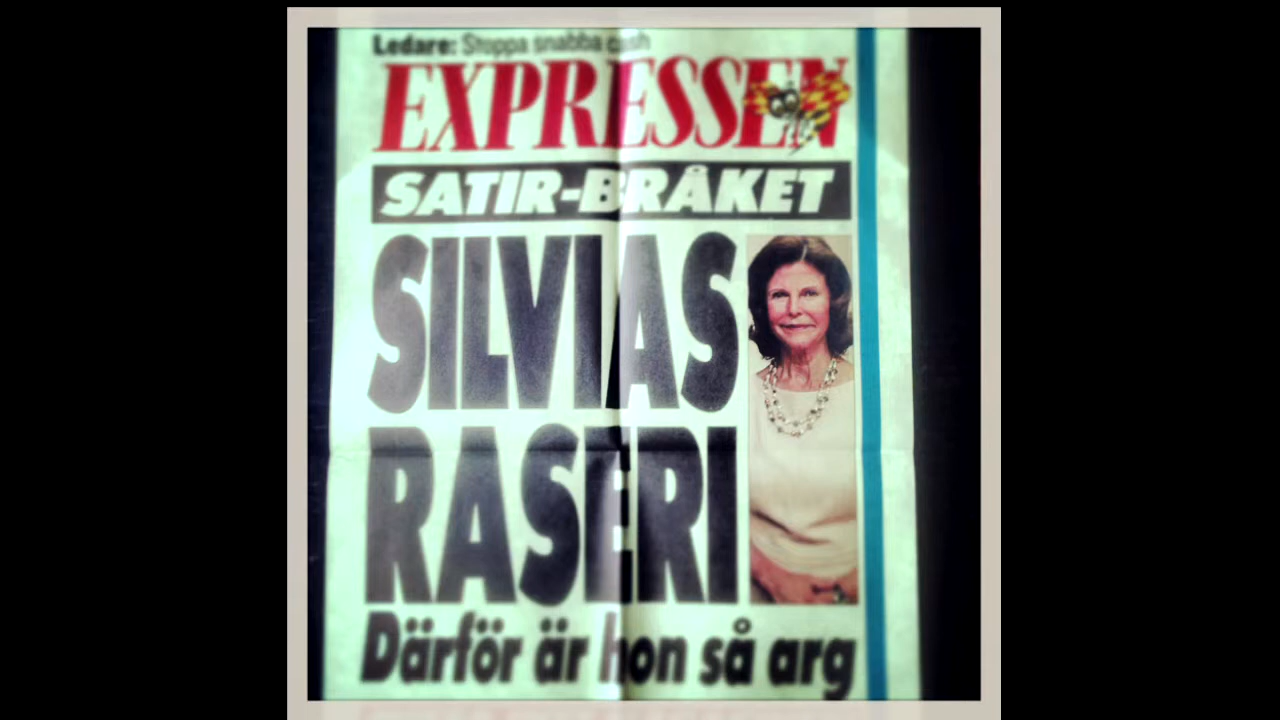 Ledare: Stoppa snabba cash
EXPRESSEN
SATIR-BRÅKET
SILVIAS
RASERI
Därför är hon så arg